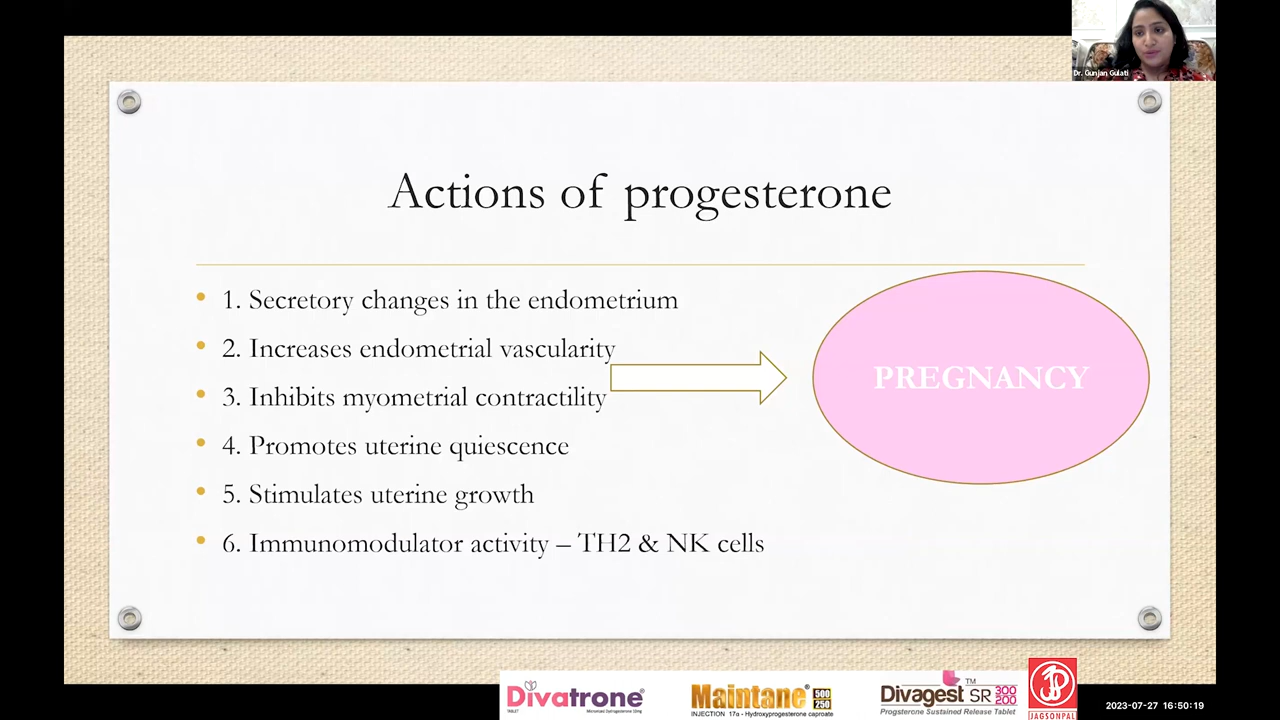 Dr. Gunjan Gulati
Actions of progesterone
1. Secretory changes in the endometrium
2. Increases endometrial vascularity
3. Inhibits myometrial contractility
4. Promotes uterine quiescence
5. Stimulates uterine growth
6. Immunomodulator activity – TH2 & NK cells
PREGNANCY
Divatrone®
TABLET
Maintane® 500 250
INJECTION 17α - Hydroxyprogesterone caproate
Divagest SR TM 300 200
Progesterone Sustained Release Tablet
JAGSONPAL
2023-07-27 16:50:19